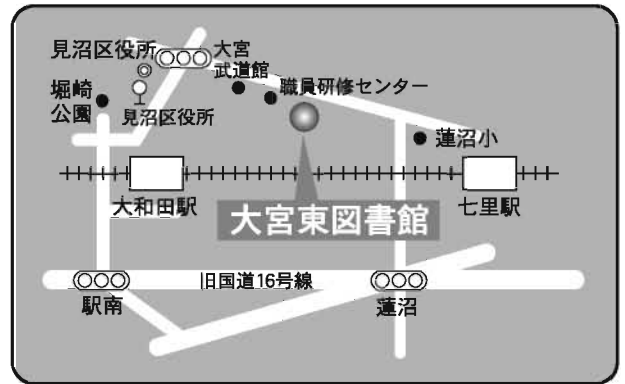 見沼区役所
大宮
武道館
職員研修センター
堀崎
公園
見沼区役所
蓮沼小
大和田駅
七里駅
大宮東図書館
旧国道16号線
駅南
蓮沼